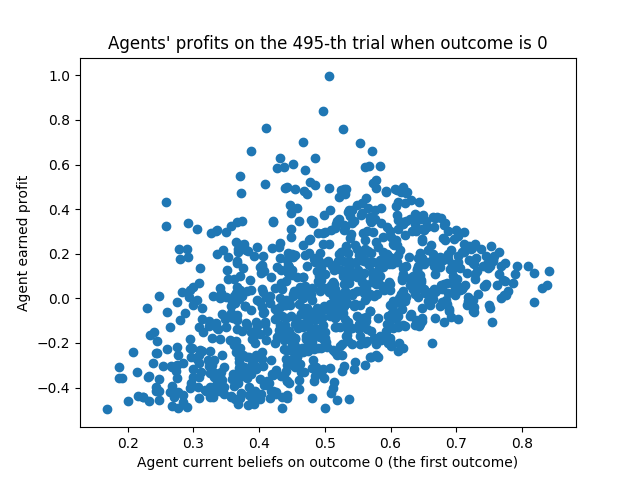 Agents' profits on the 495-th trial when outcome is 0
1.0
0.8
0.6
0.4
0.2
0.0
−0.2
−0.4
Agent earned profit
0.2 0.3 0.4 0.5 0.6 0.7 0.8
Agent current beliefs on outcome 0 (the first outcome)